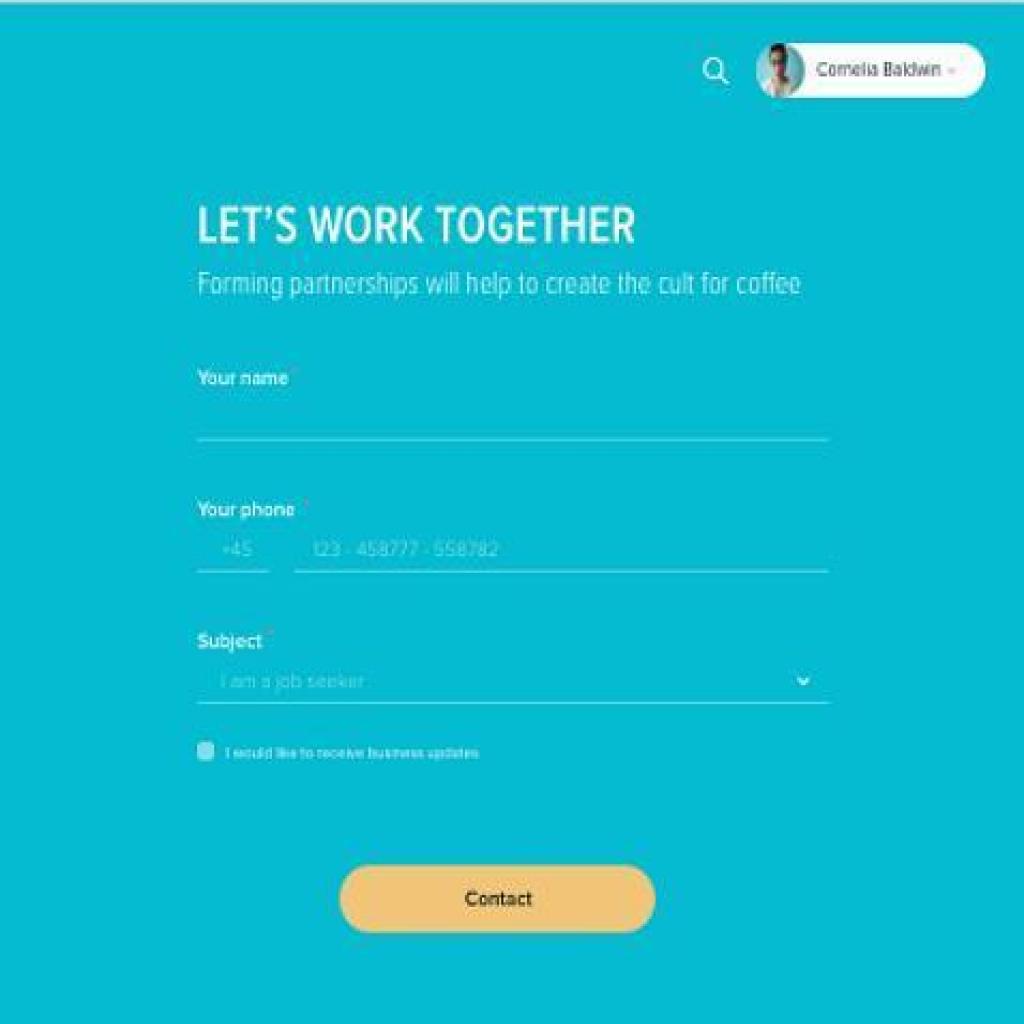 Cornelia Baldwin
LET'S WORK TOGETHER
Forming partnerships will help to create the cult for coffee
Your name
Your phone *
+45 123 - 458777 - 558782
Subject *
I am a job seeker
I would like to receive business updates
Contact